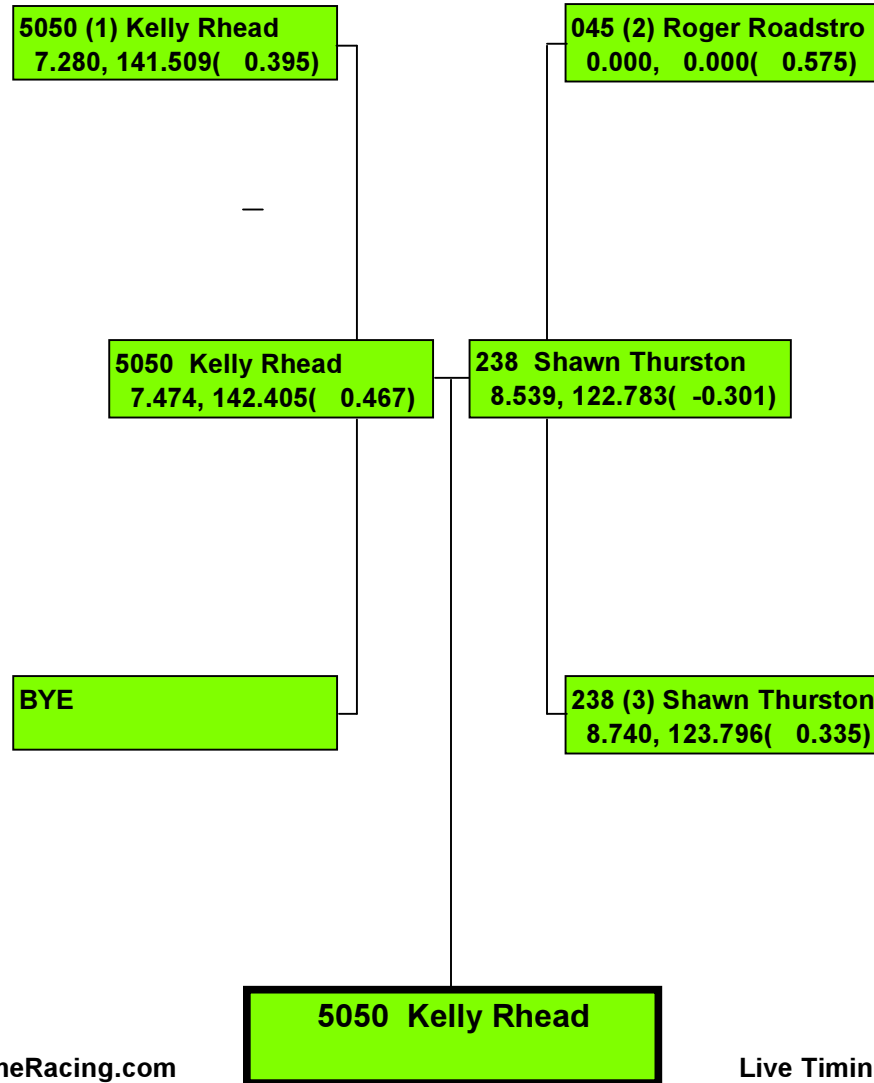 5050 (1) Kelly Rhead
7.280, 141.509( 0.395)
045 (2) Roger Roadstro
0.000, 0.000( 0.575)
5050 Kelly Rhead
7.474, 142.405( 0.467)
238 Shawn Thurston
8.539, 122.783( -0.301)
BYE
238 (3) Shawn Thurston
8.740, 123.796( 0.335)
5050 Kelly Rhead
neRacing.com
Live Timin